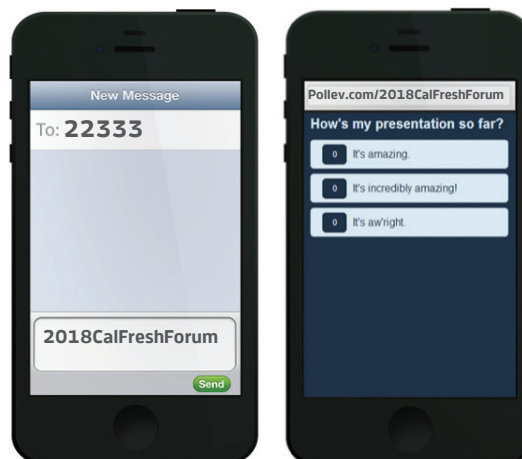 New Message
To: 22333
2018CalFreshForum
Send
Pollev.com/2018CalFreshForum
How's my presentation so far?
0 It's amazing.
0 It's incredibly amazing!
0 It's aw'right.